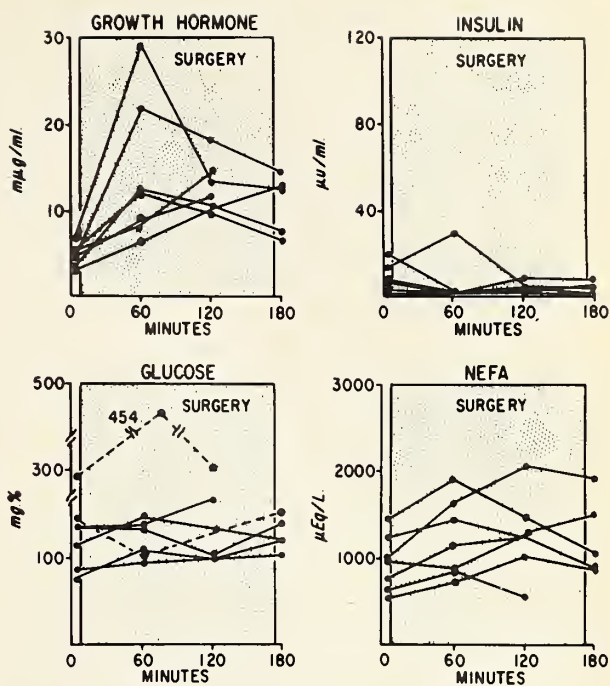 GROWTH HORMONE
30
20
10
mμg/ml.
SURGERY
0 60 120 180
MINUTES
INSULIN
120
80
40
μu/ml.
SURGERY
0 60 120 180
MINUTES
GLUCOSE
500
300
100
mg%
454
SURGERY
0 60 120 180
MINUTES
NEFA
3000
2000
1000
μEq/L.
SURGERY
0 60 120 180
MINUTES